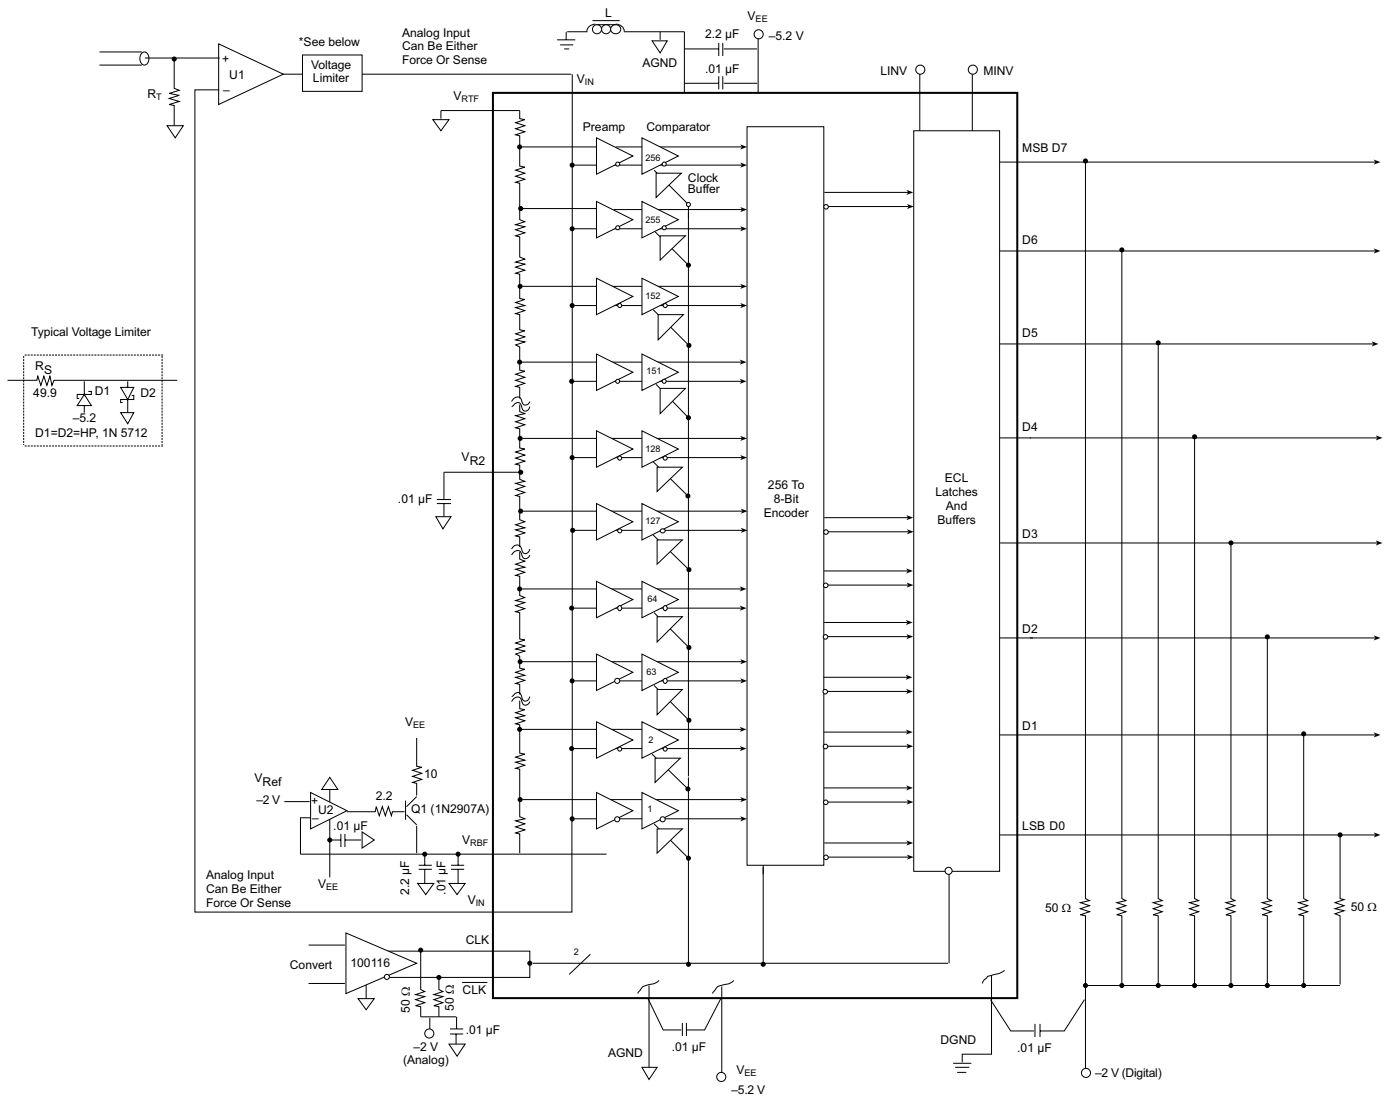 L
V_EE
–5.2 V
2.2 µF
.01 µF
AGND
*See below
Voltage
Limiter
Analog Input
Can Be Either
Force Or Sense
U1
+
–
R_T
V_IN
V_RTF
LINV
MINV
Preamp
Comparator
256
Clock
Buffer
255
152
151
128
127
64
63
2
1
256 To
8-Bit
Encoder
ECL
Latches
And
Buffers
MSB D7
D6
D5
D4
D3
D2
D1
LSB D0
Typical Voltage Limiter
R_S
49.9
D1
D2
–5.2
D1=D2=HP, 1N 5712
V_R2
.01 µF
V_EE
10
V_Ref
–2 V
+
–
U2
2.2
Q1 (1N2907A)
.01 µF
V_EE
V_RBF
2.2 µF
.01 µF
Analog Input
Can Be Either
Force Or Sense
V_IN
50 Ω
50 Ω
Convert
100116
CLK
C̅L̅K̅
2
50 Ω
50 Ω
.01 µF
–2 V
(Analog)
AGND
.01 µF
V_EE
–5.2 V
DGND
.01 µF
–2 V (Digital)